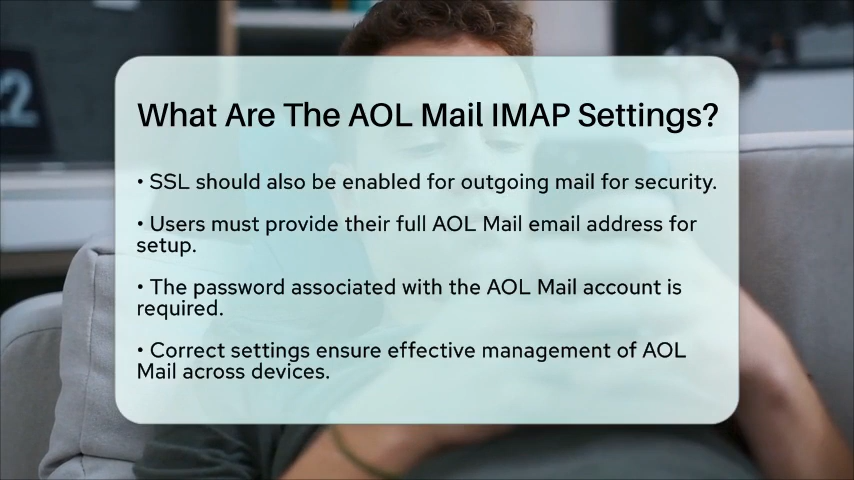 What Are The AOL Mail IMAP Settings?
• SSL should also be enabled for outgoing mail for security.
• Users must provide their full AOL Mail email address for
setup.
• The password associated with the AOL Mail account is
required.
• Correct settings ensure effective management of AOL
Mail across devices.